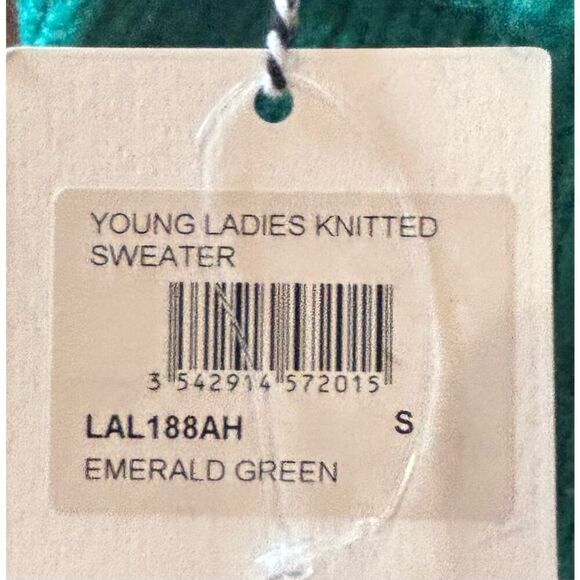 YOUNG LADIES KNITTED
SWEATER
3 542914 572015
LAL188AH S
EMERALD GREEN